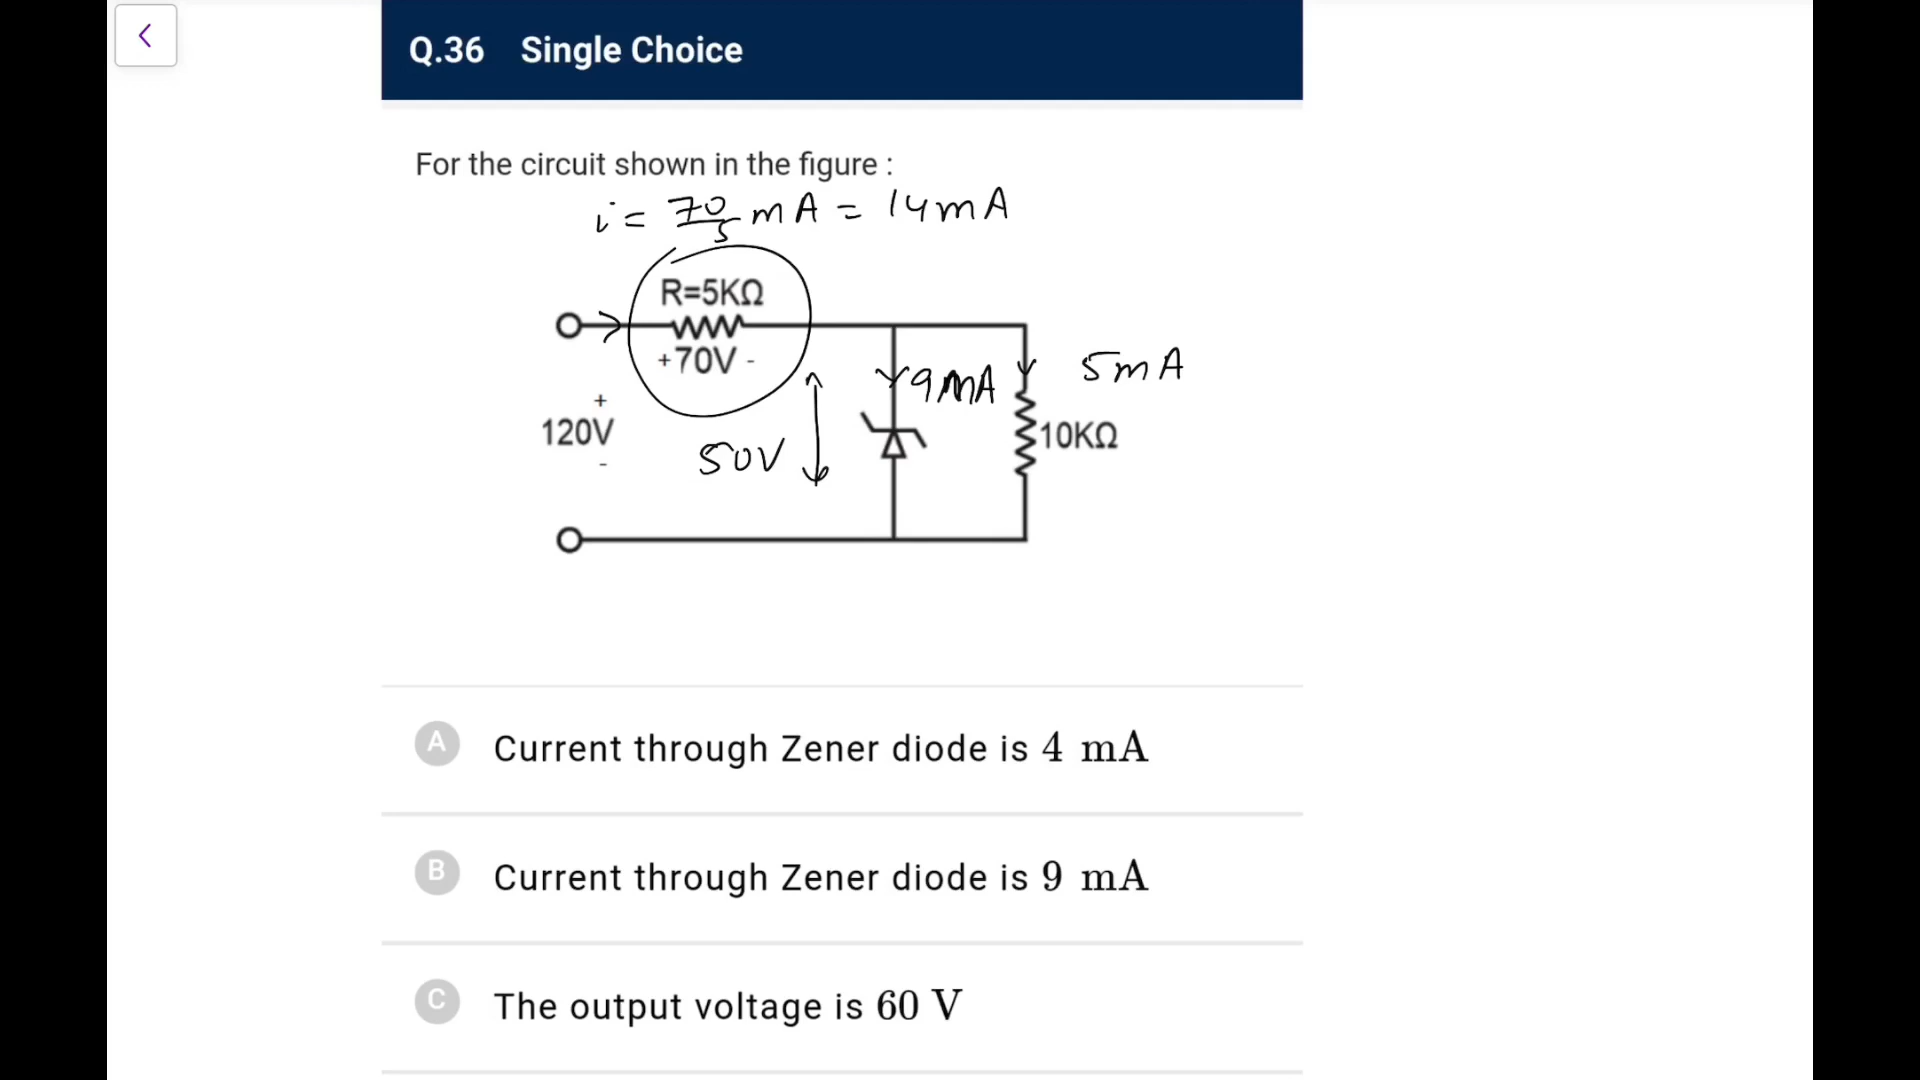 Q.36 Single Choice
For the circuit shown in the figure :
i = 70/5 mA = 14mA
R=5KΩ
+70V -
5mA
9mA
+
120V
-
50V
10KΩ
A Current through Zener diode is 4 mA
B Current through Zener diode is 9 mA
C The output voltage is 60 V